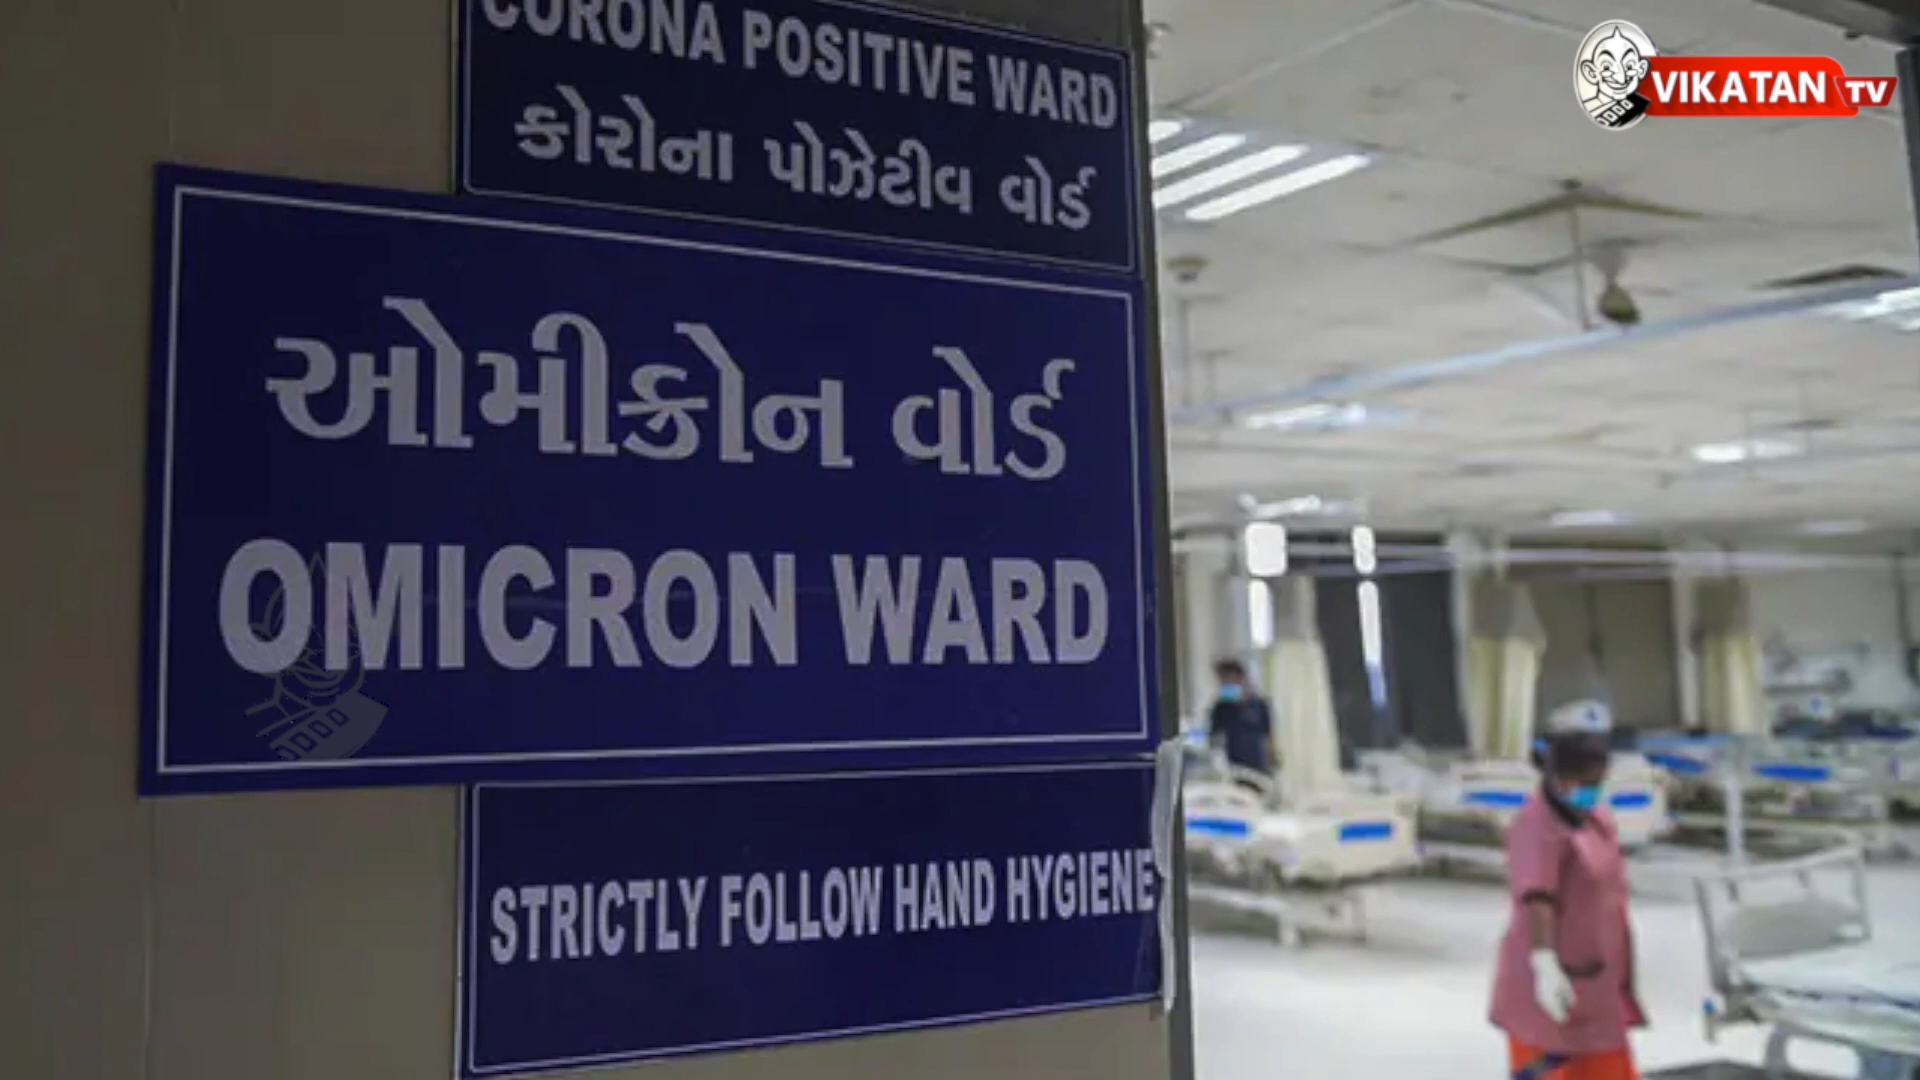 CORONA POSITIVE WARD
કોરોના પોઝેટીવ વોર્ડ
ઓમીક્રોન વોર્ડ
OMICRON WARD
STRICTLY FOLLOW HAND HYGIENE
VIKATAN TV